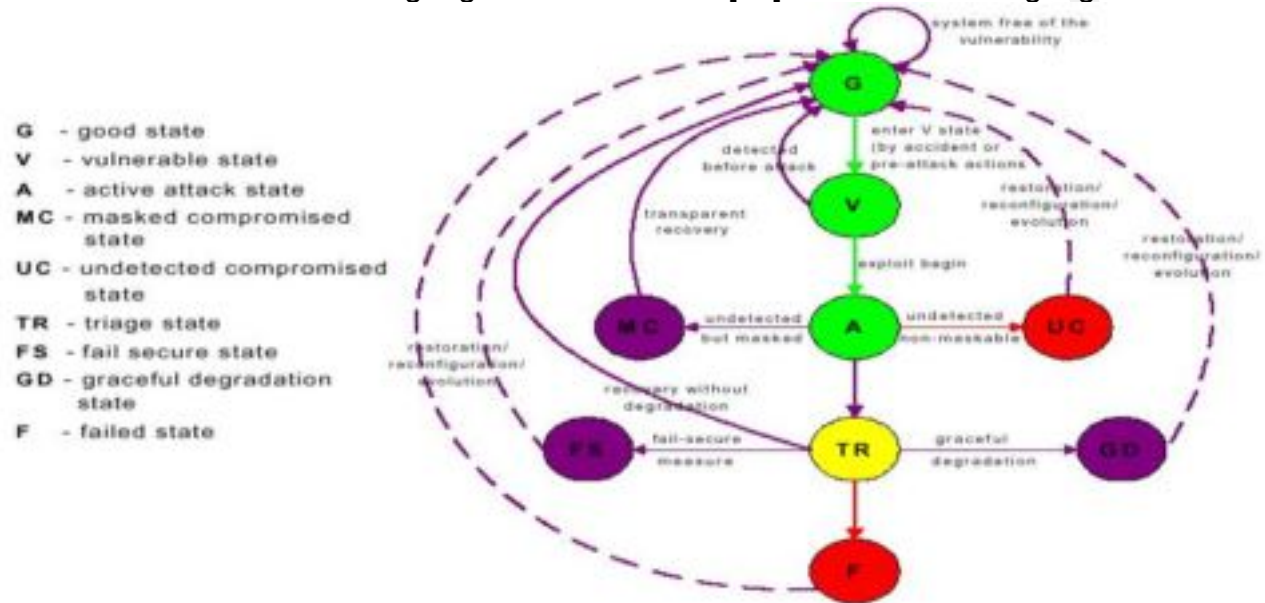 G - good state
V - vulnerable state
A - active attack state
MC - masked compromised
state
UC - undetected compromised
state
TR - triage state
FS - fail secure state
GD - graceful degradation
state
F - failed state
system free of the
vulnerability
G
enter V state
(by accident or
pre-attack actions
detected
before attack
V
transparent
recovery
restoration/
reconfiguration/
evolution
restoration/
reconfiguration/
evolution
exploit begin
MC
undetected
but masked
A
undetected
non-maskable
UC
restoration/
reconfiguration/
evolution
recovery without
degradation
FS
fail-secure
measure
TR
graceful
degradation
GD
F